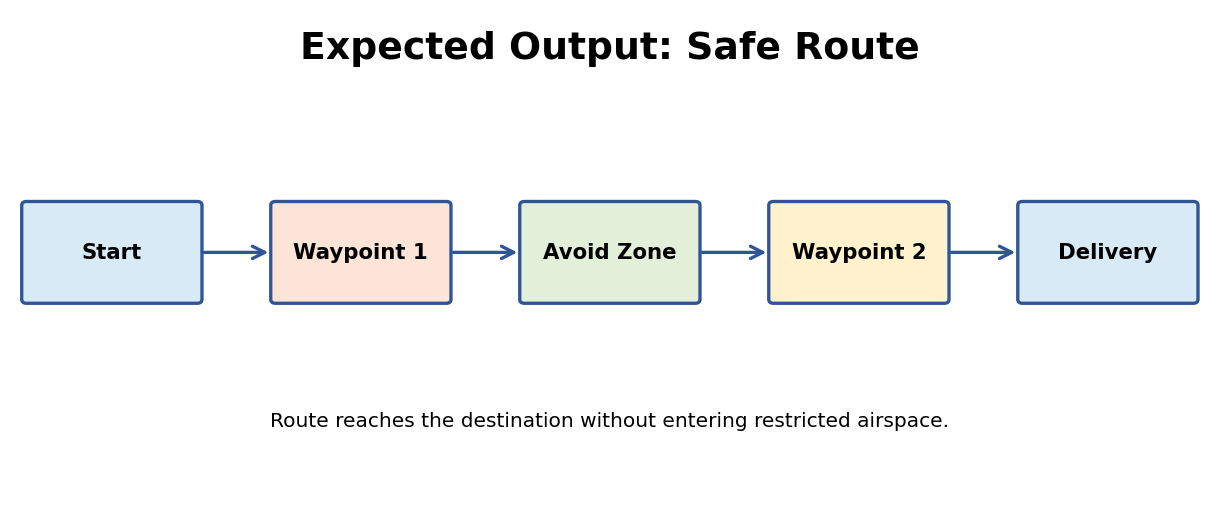 Expected Output: Safe Route
Start
Waypoint 1
Avoid Zone
Waypoint 2
Delivery
Route reaches the destination without entering restricted airspace.